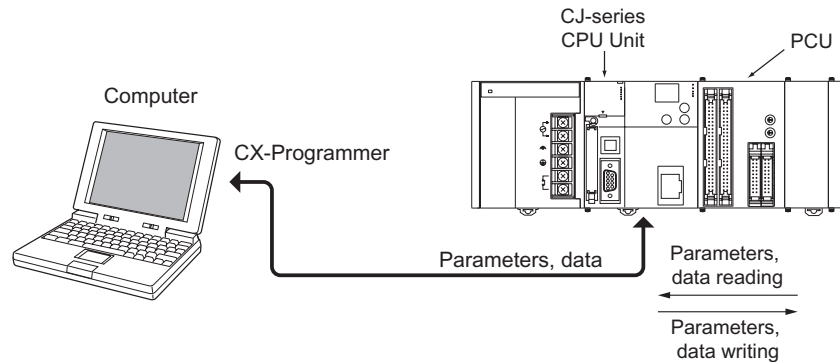 CJ-series
CPU Unit
PCU
Computer
CX-Programmer
Parameters, data
Parameters,
data reading
Parameters,
data writing